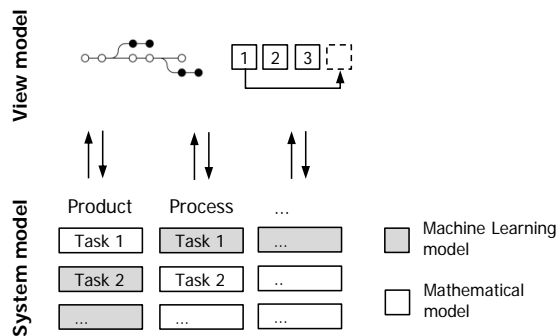 View model
1 2 3
System model
Product Process ...
Task 1 Task 1 ...
Task 2 Task 2 ..
... ... ...
Machine Learning
model
Mathematical
model